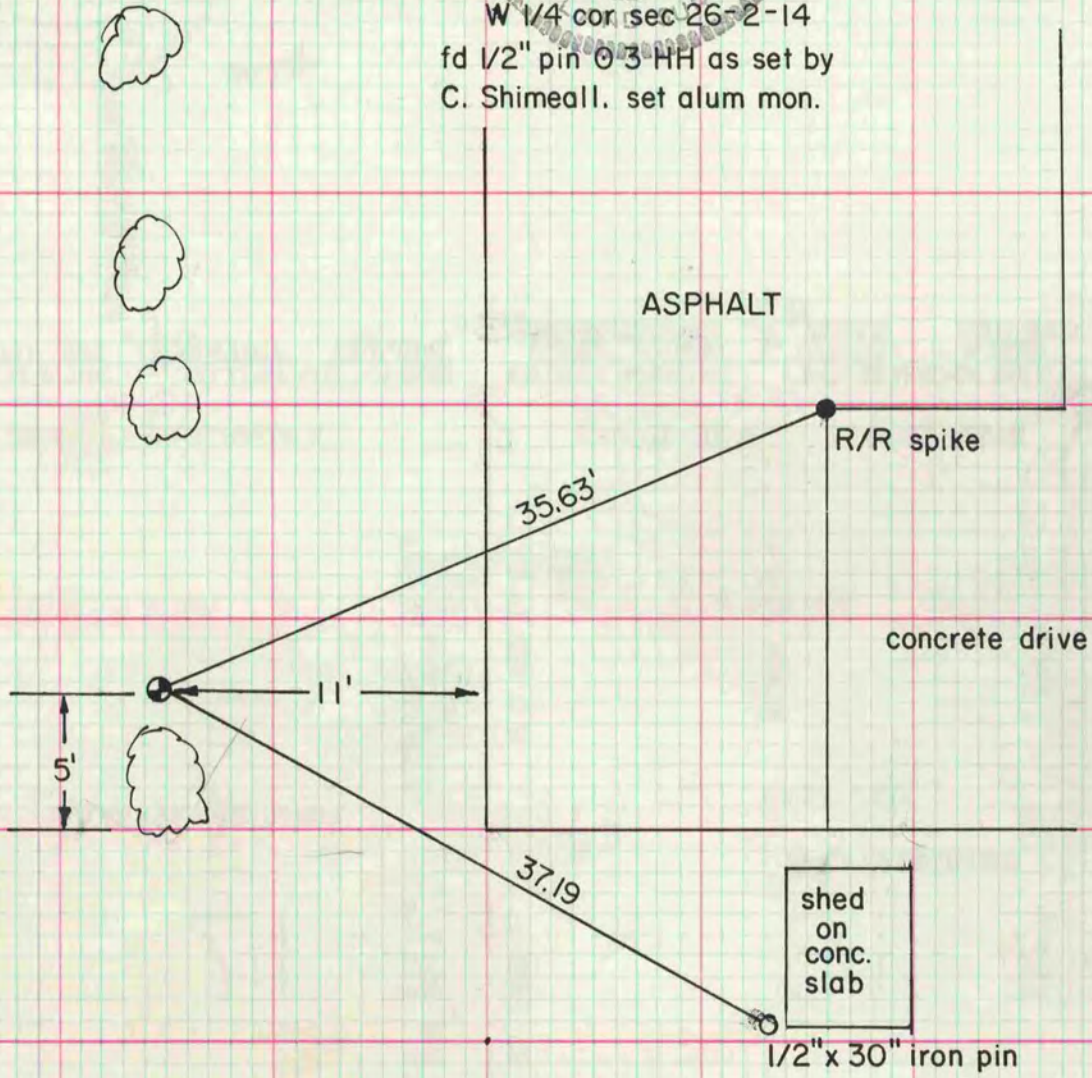 W 1/4 cor sec 26-2-14
fd 1/2" pin 0.3 HH as set by
C. Shimeall. set alum mon.
ASPHALT
R/R spike
35.63'
concrete drive
11'
5'
37.19
shed
on
conc.
slab
1/2" x 30" iron pin